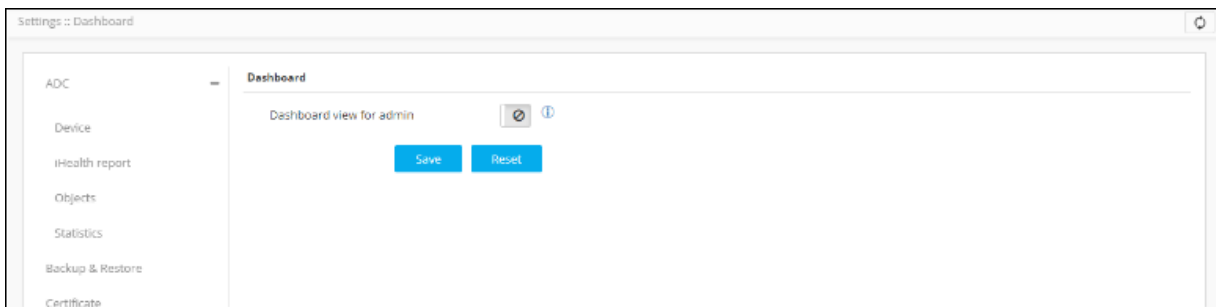 Settings :: Dashboard
ADC
Device
iHealth report
Objects
Statistics
Backup & Restore
Certificate
Dashboard
Dashboard view for admin
Save Reset